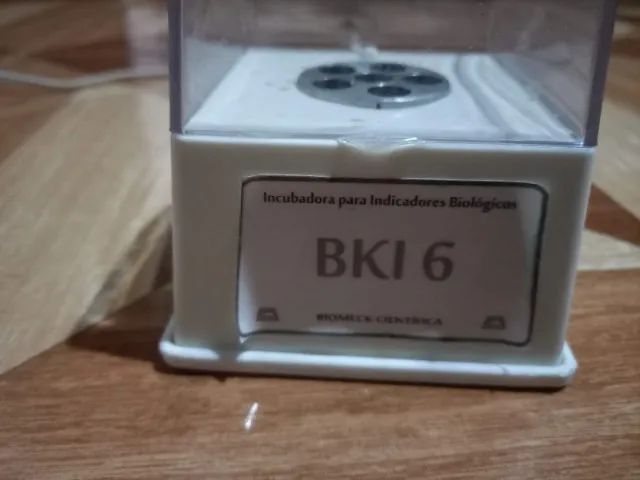 Incubadora para Indicadores Biológicos
BKI 6
BIOMECK CIENTÍFICA